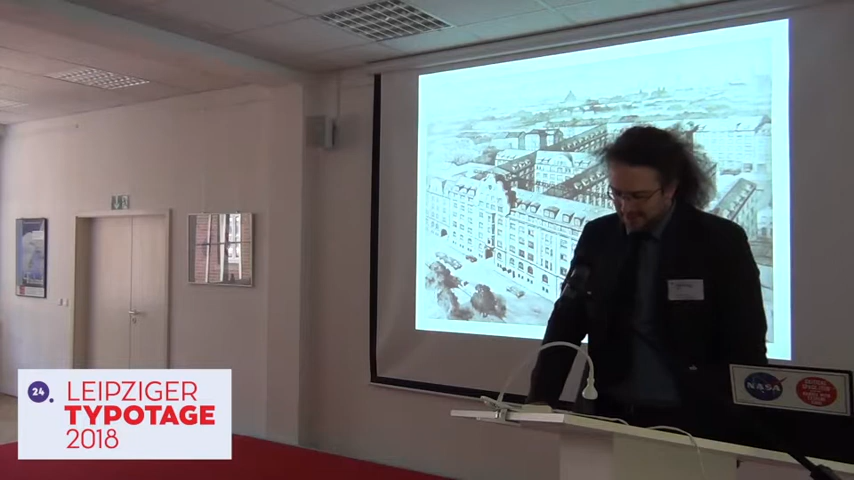 24.
LEIPZIGER
TYPOTAGE
2018
NASA